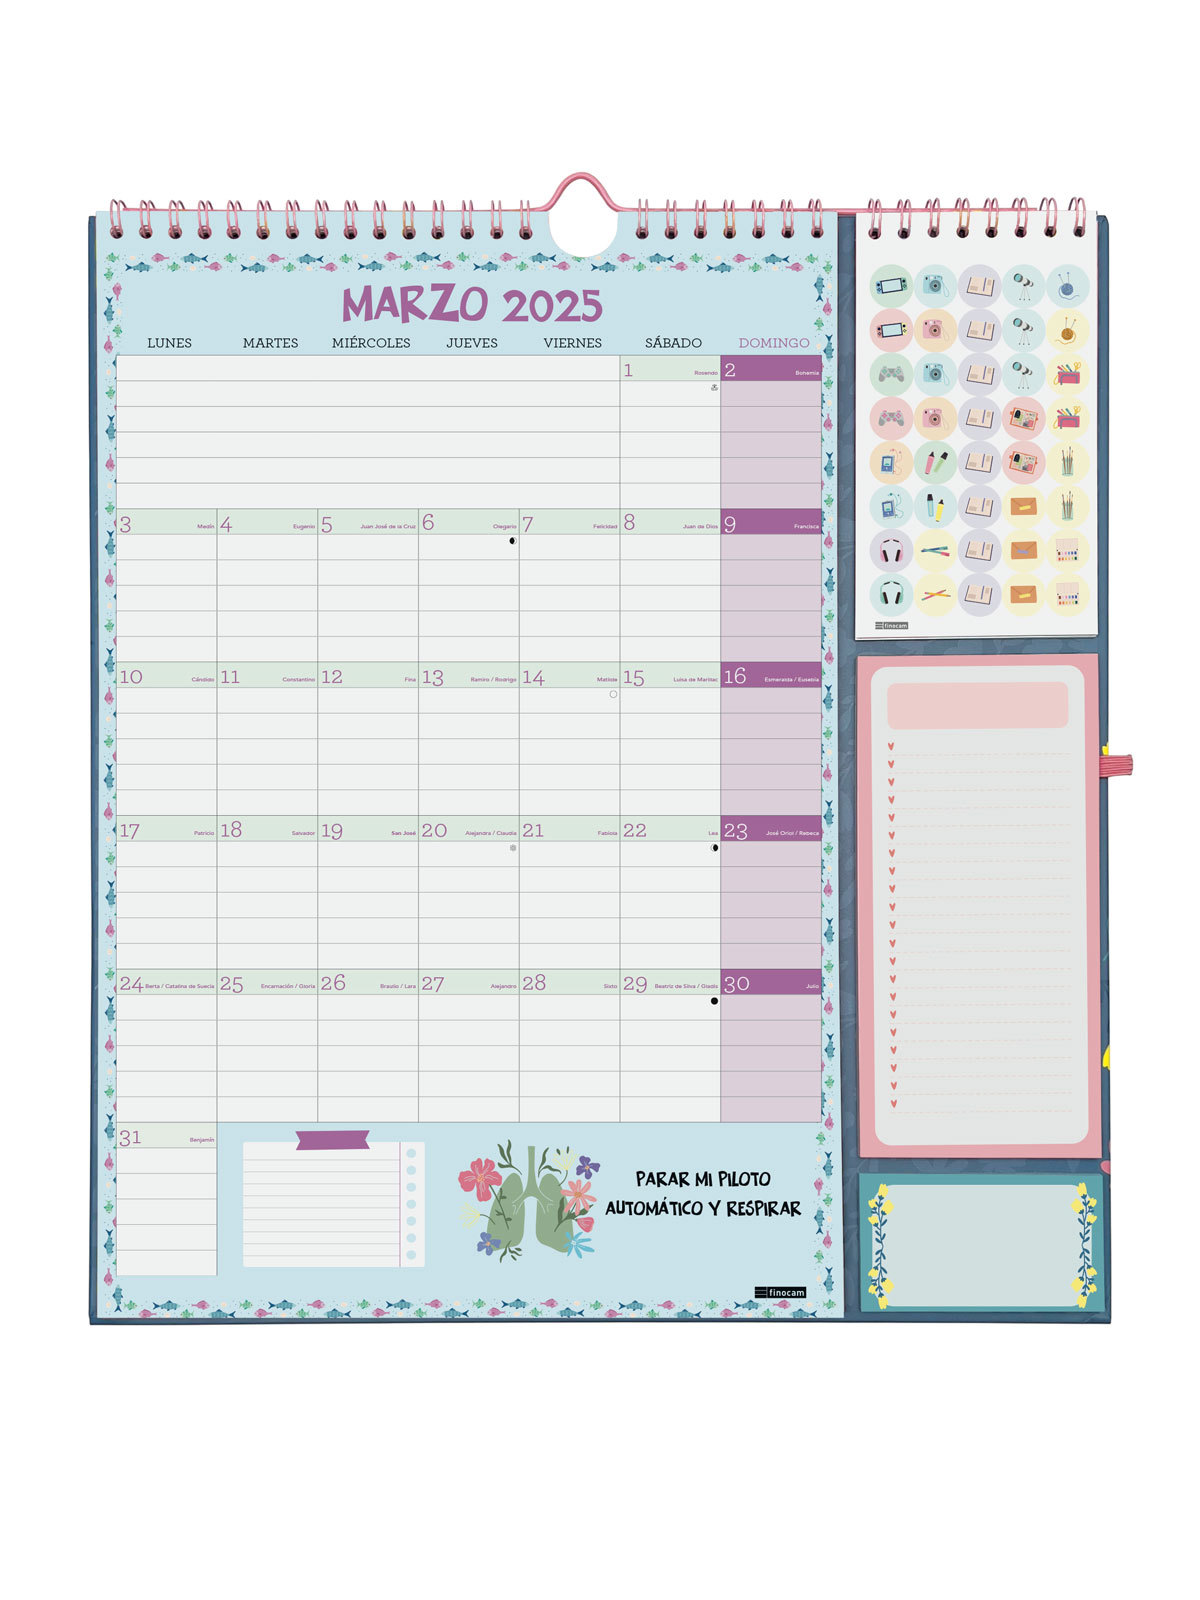 MARZO 2025
LUNES MARTES MIÉRCOLES JUEVES VIERNES SÁBADO DOMINGO
1 Rosendo 2 Bohemia
3 Medín 4 Eugenio 5 Juan José de la Cruz 6 Olegario 7 Felicidad 8 Juan de Dios 9 Francisca
10 Cándido 11 Constantino 12 Fina 13 Ramiro / Rodrigo 14 Matilde 15 Luisa de Marillac 16 Esmeralda / Eusebia
17 Patricio 18 Salvador 19 San José 20 Alejandra / Claudia 21 Fabiola 22 Lea 23 José Oriol / Rebeca
24 Berta / Catalina de Suecia 25 Encarnación / Gloria 26 Braulio / Lara 27 Alejandro 28 Sixto 29 Beatriz de Silva / Gladis 30 Julio
31 Benjamín
PARAR MI PILOTO
AUTOMÁTICO Y RESPIRAR
finocam
finocam